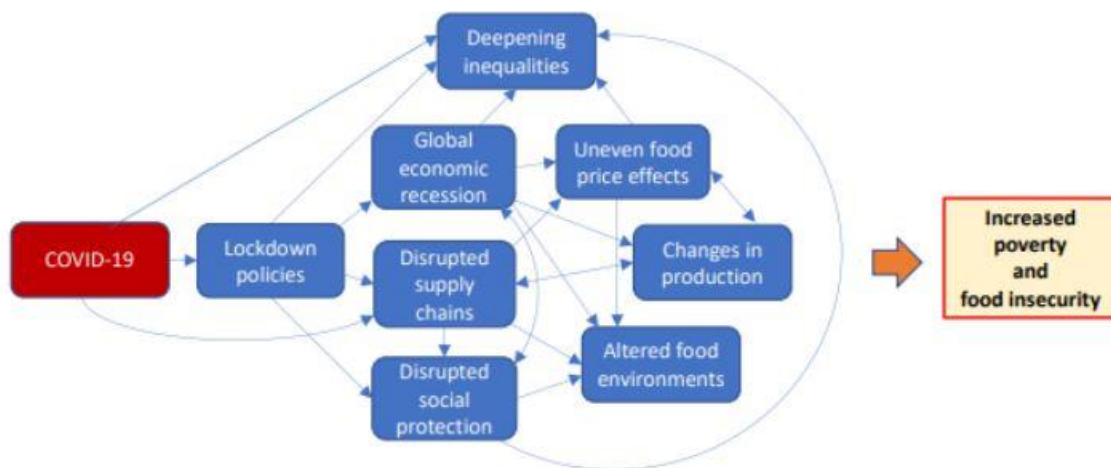 Deepening
inequalities
Global
economic
recession
Uneven food
price effects
COVID-19
Lockdown
policies
Disrupted
supply
chains
Changes in
production
Increased
poverty
and
food insecurity
Disrupted
social
protection
Altered food
environments